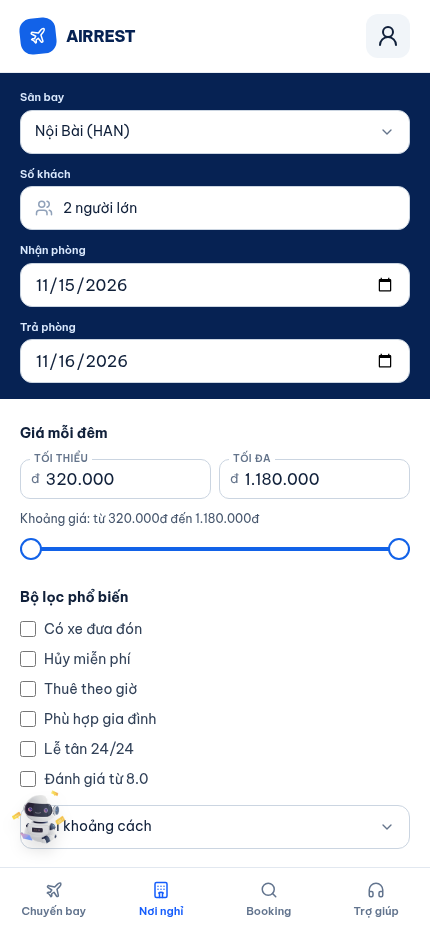 AIRREST
Sân bay
Nội Bài (HAN)
Số khách
2 người lớn
Nhận phòng
11/15/2026
Trả phòng
11/16/2026
Giá mỗi đêm
TỐI THIỂU
đ 320.000
TỐI ĐA
đ 1.180.000
Khoảng giá: từ 320.000đ đến 1.180.000đ
Bộ lọc phổ biến
Có xe đưa đón
Hủy miễn phí
Thuê theo giờ
Phù hợp gia đình
Lễ tân 24/24
Đánh giá từ 8.0
khoảng cách
Chuyến bay
Nơi nghỉ
Booking
Trợ giúp